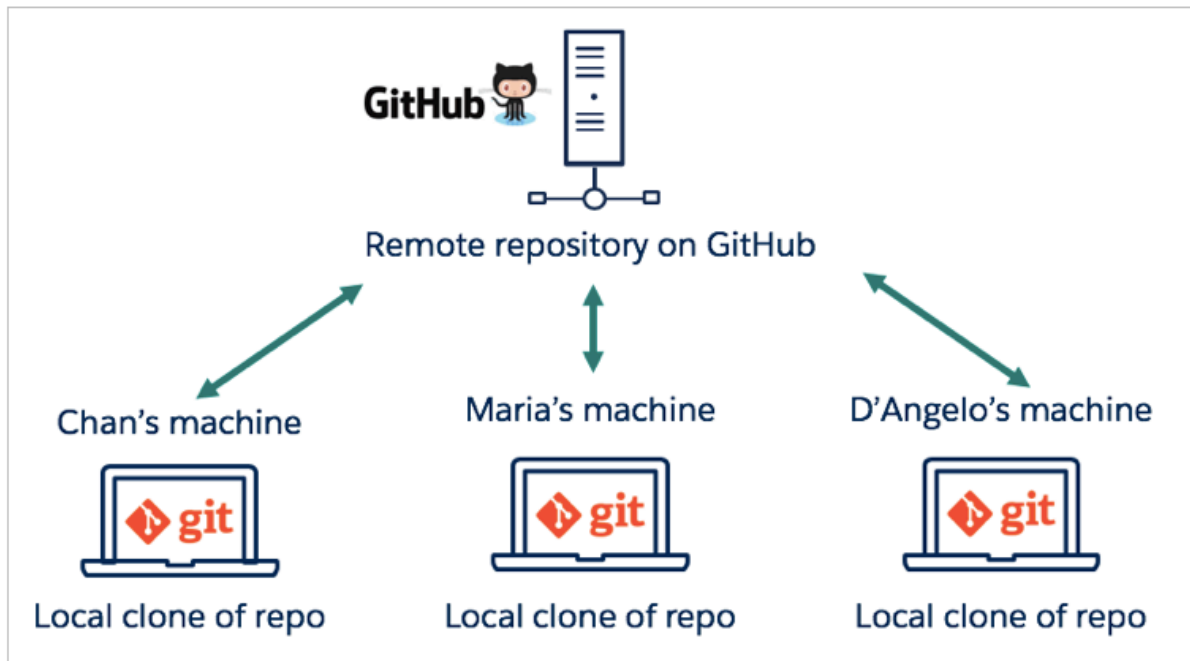 GitHub
Remote repository on GitHub
Chan's machine
Maria's machine
D'Angelo's machine
git
git
git
Local clone of repo
Local clone of repo
Local clone of repo